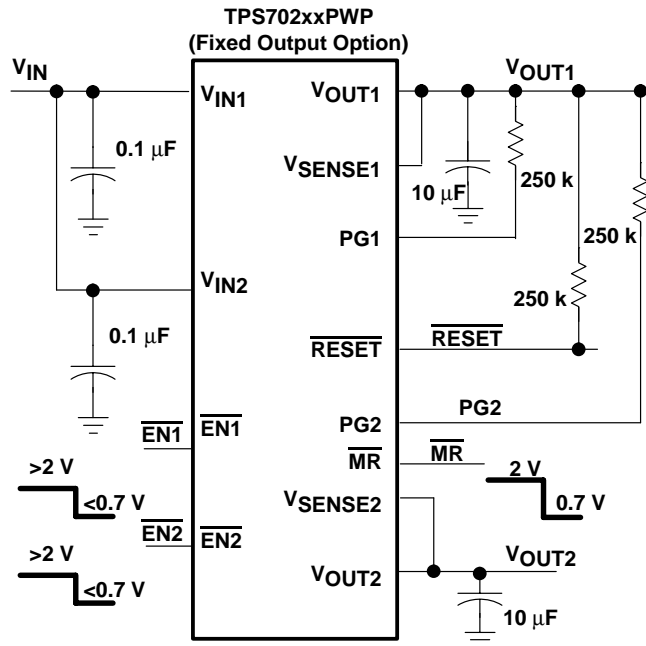 TPS702xxPWP
(Fixed Output Option)
VIN
VIN1
VOUT1
VOUT1
0.1 μF
VSENSE1
10 μF
250 k
PG1
250 k
VIN2
250 k
0.1 μF
RESET
RESET
PG2
PG2
EN1
EN1
MR
MR
>2 V
<0.7 V
2 V
0.7 V
VSENSE2
EN2
EN2
>2 V
<0.7 V
VOUT2
VOUT2
10 μF